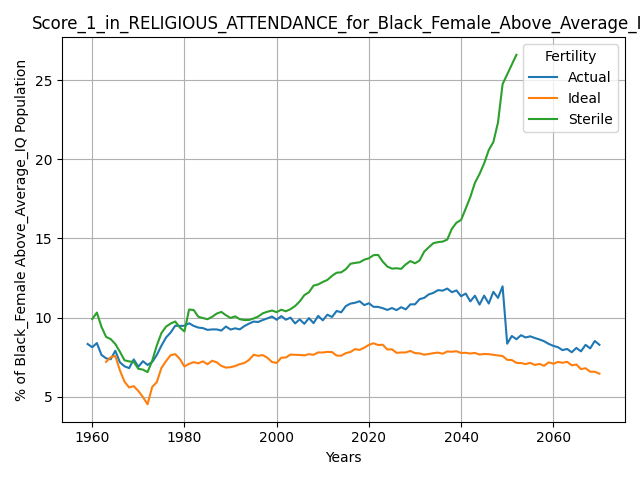 Score_1_in_RELIGIOUS_ATTENDANCE_for_Black_Female_Above_Average_I
% of Black_Female Above_Average_IQ Population
25
20
15
10
5
Fertility
Actual
Ideal
Sterile
1960 1980 2000 2020 2040 2060
Years